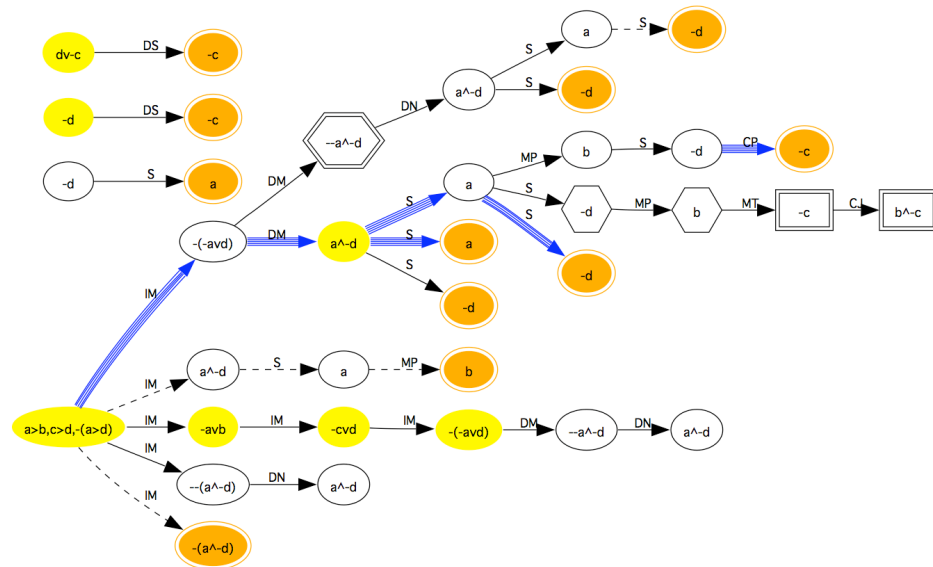 a
S
-d
dv-c
DS
-c
S
a^-d
S
-d
DN
-d
DS
-c
--a^-d
MP
b
S
-d
CP
-c
DM
-d
S
a
S
a
S
-d
MP
b
MT
-c
CJ
b^-c
-(-avd)
DM
a^-d
S
a
S
-d
IM
S
-d
IM
a^-d
S
a
MP
b
a>b,c>d,-(a>d)
IM
-avb
IM
-cvd
IM
-(-avd)
DM
--a^-d
DN
a^-d
IM
--(a^-d)
DN
a^-d
IM
-(a^-d)